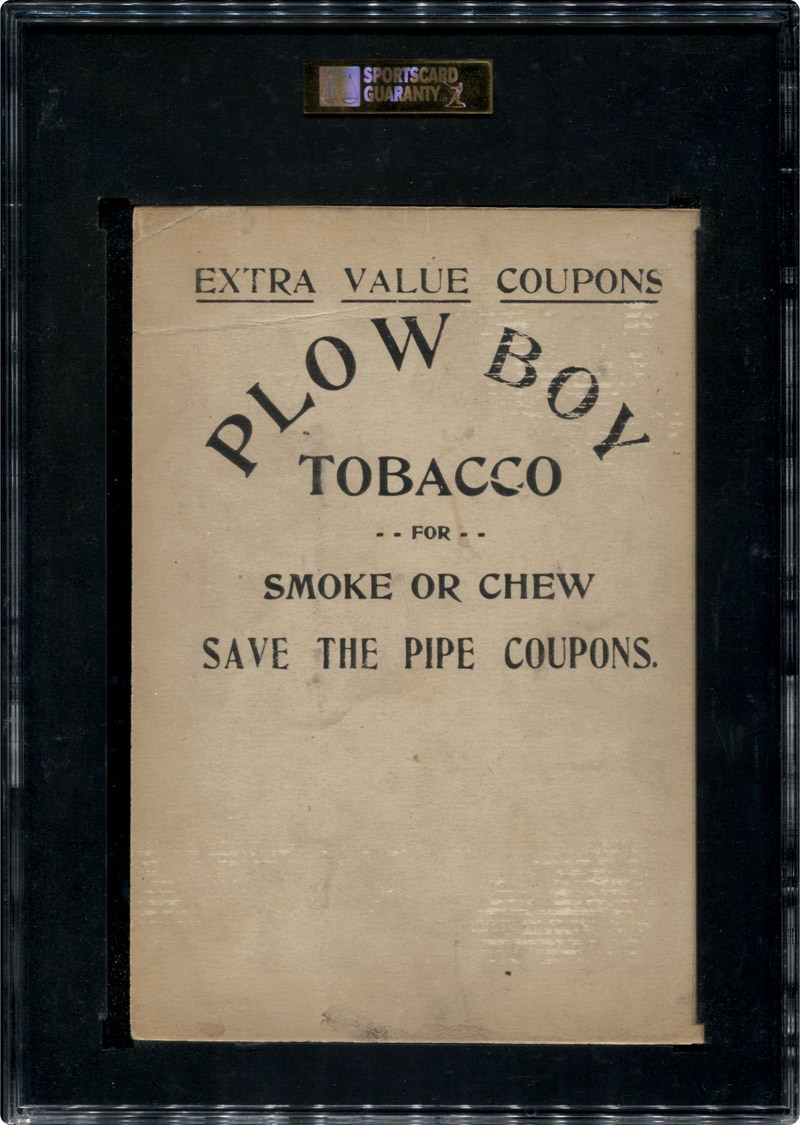 SPORTSCARD
GUARANTY
EXTRA VALUE COUPONS
PLOW BOY
TOBACCO
-- FOR --
SMOKE OR CHEW
SAVE THE PIPE COUPONS.